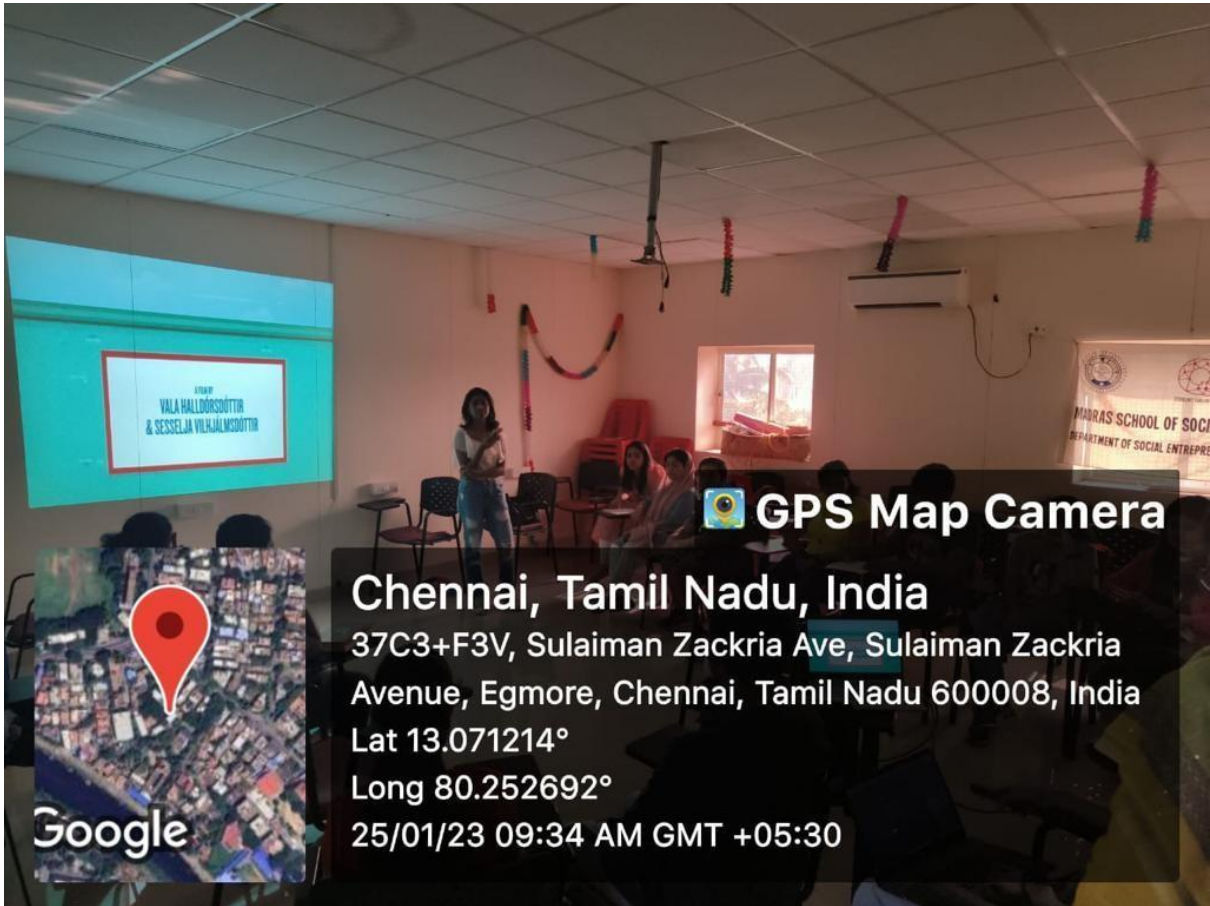 A FILM BY
VALA HALLDÓRSDÓTTIR
& SESSELJA VILHJÁLMSDÓTTIR
MADRAS SCHOOL OF SOCI
DEPARTMENT OF SOCIAL ENTREPRE
GPS Map Camera
Chennai, Tamil Nadu, India
37C3+F3V, Sulaiman Zackria Ave, Sulaiman Zackria
Avenue, Egmore, Chennai, Tamil Nadu 600008, India
Lat 13.071214°
Long 80.252692°
25/01/23 09:34 AM GMT +05:30
Google